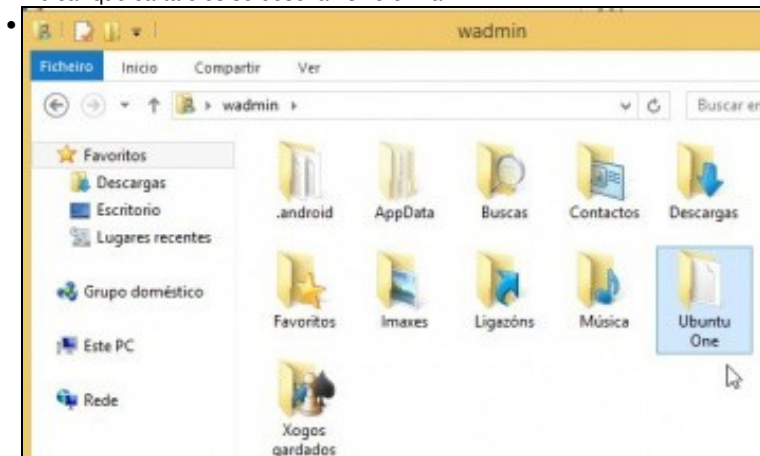 wadmin
Ficheiro Inicio Compartir Ver
wadmin
Buscar en
Favoritos
Descargas
Escritorio
Lugares recentes
Grupo doméstico
Este PC
Rede
.android AppData Buscas Contactos Descargas
Favoritos Imaxes Ligazóns Música Ubuntu One
Xogos gardados